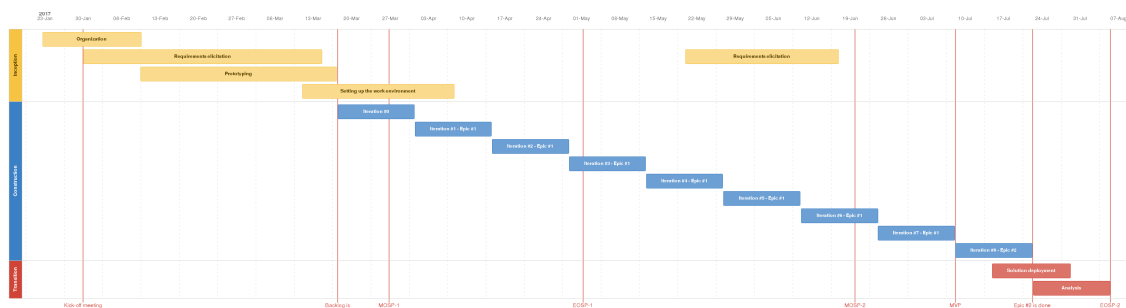 2017
23-Jan 30-Jan 06-Feb 13-Feb 20-Feb 27-Feb 06-Mar 13-Mar 20-Mar 27-Mar 03-Apr 10-Apr 17-Apr 24-Apr 01-May 08-May 15-May 22-May 29-May 05-Jun 12-Jun 19-Jun 26-Jun 03-Jul 10-Jul 17-Jul 24-Jul 31-Jul 07-Aug
Inception
Organization
Requirements elicitation
Requirements elicitation
Prototyping
Setting up the work environment
Construction
Iteration #0
Iteration #1 - Epic #1
Iteration #2 - Epic #1
Iteration #3 - Epic #1
Iteration #4 - Epic #1
Iteration #5 - Epic #1
Iteration #6 - Epic #1
Iteration #7 - Epic #1
Iteration #8 - Epic #2
Transition
Solution deployment
Analysis
Kick-off meeting
MOSP-1
EOSP-1
MOSP-2
MVP
Epic #2 is done
EOSP-2